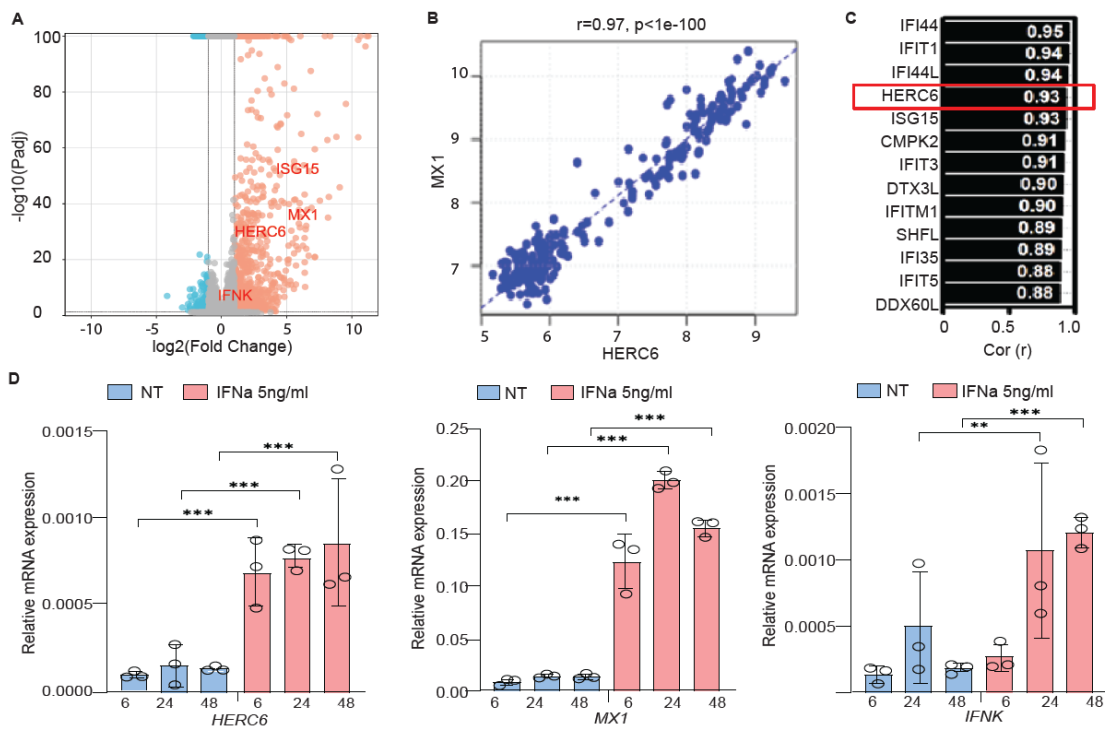 A
100
80
60
40
20
0
-log10(Padj)
ISG15
MX1
HERC6
IFNK
-10
-5
0
5
10
log2(Fold Change)
B
r=0.97, p<1e-100
10
9
8
7
MX1
5
6
7
8
9
HERC6
C
IFI44 0.95
IFIT1 0.94
IFI44L 0.94
HERC6 0.93
ISG15 0.93
CMPK2 0.91
IFIT3 0.91
DTX3L 0.90
IFITM1 0.90
SHFL 0.89
IFI35 0.89
IFIT5 0.88
DDX60L 0.88
0 0.5 1.0
Cor (r)
D
NT IFNa 5ng/ml
0.0015
0.0010
0.0005
0.0000
Relative mRNA expression
***
***
***
6 24 48 6 24 48
HERC6
NT IFNa 5ng/ml
0.25
0.20
0.15
0.10
0.05
0.00
Relative mRNA expression
***
***
***
6 24 48 6 24 48
MX1
NT IFNa 5ng/ml
0.0020
0.0015
0.0010
0.0005
Relative mRNA expression
***
**
6 24 48 6 24 48
IFNK